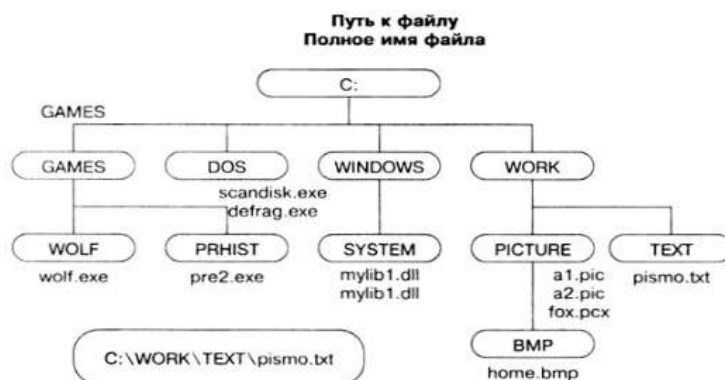 Путь к файлу
Полное имя файла
C:
GAMES
GAMES DOS WINDOWS WORK
scandisk.exe
defrag.exe
WOLF PRHIST SYSTEM PICTURE TEXT
wolf.exe pre2.exe mylib1.dll a1.pic pismo.txt
mylib1.dll a2.pic
fox.pcx
C:\WORK\TEXT\pismo.txt BMP
home.bmp